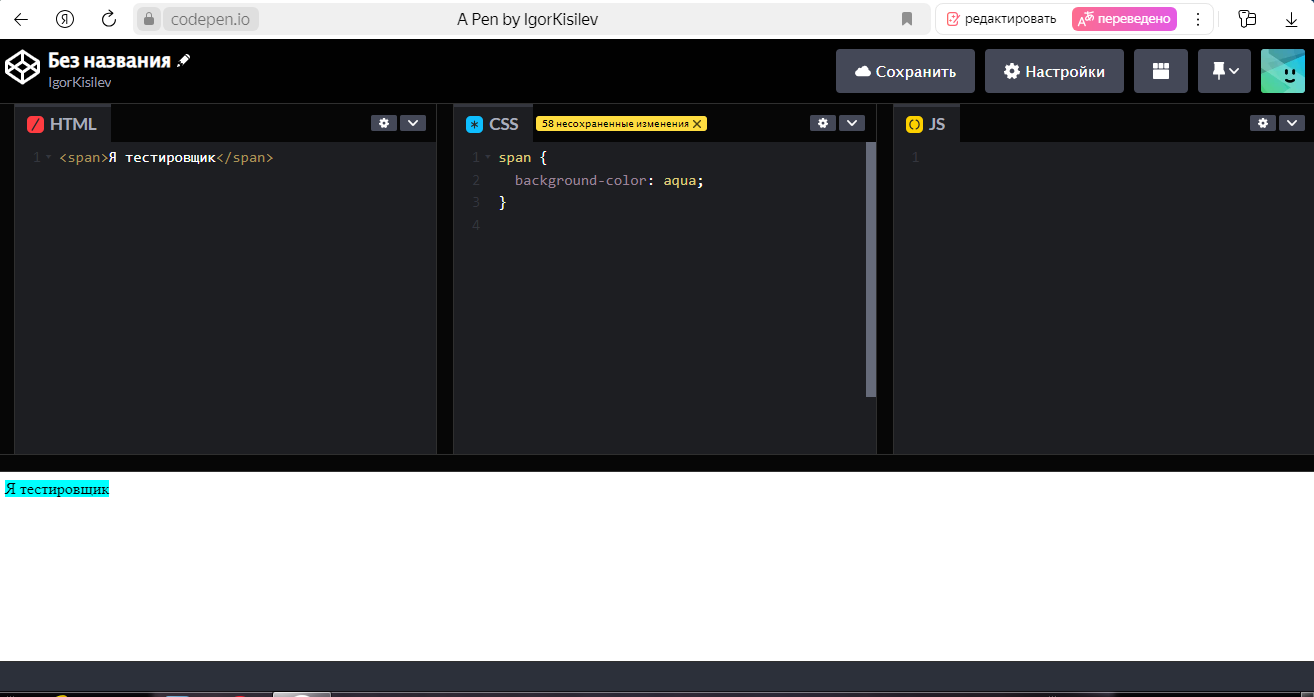 codepen.io
A Pen by IgorKisilev
редактировать
переведено
Без названия
IgorKisilev
Сохранить
Настройки
HTML
CSS
58 несохраненные изменения
JS
1 <span>Я тестировщик</span>
1 span {
2 background-color: aqua;
3 }
4
1
Я тестировщик